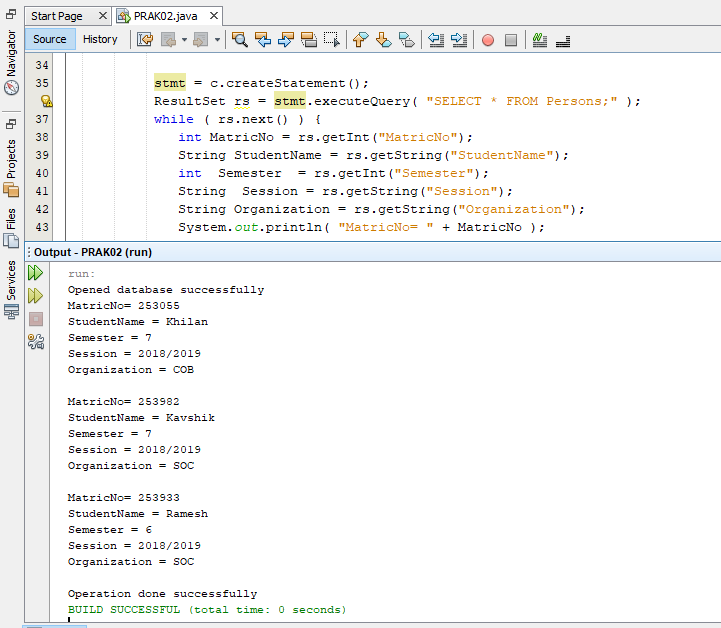 Start Page
PRAK02.java
Source
History
Navigator
Projects
Files
Services
34
35 stmt = c.createStatement();
ResultSet rs = stmt.executeQuery( "SELECT * FROM Persons;" );
37 while ( rs.next() ) {
38 int MatricNo = rs.getInt("MatricNo");
39 String StudentName = rs.getString("StudentName");
40 int  Semester  = rs.getInt("Semester");
41 String  Session = rs.getString("Session");
42 String Organization = rs.getString("Organization");
43 System.out.println( "MatricNo= " + MatricNo );
Output - PRAK02 (run)
run:
Opened database successfully
MatricNo= 253055
StudentName = Khilan
Semester = 7
Session = 2018/2019
Organization = COB
MatricNo= 253982
StudentName = Kavshik
Semester = 7
Session = 2018/2019
Organization = SOC
MatricNo= 253933
StudentName = Ramesh
Semester = 6
Session = 2018/2019
Organization = SOC
Operation done successfully
BUILD SUCCESSFUL (total time: 0 seconds)